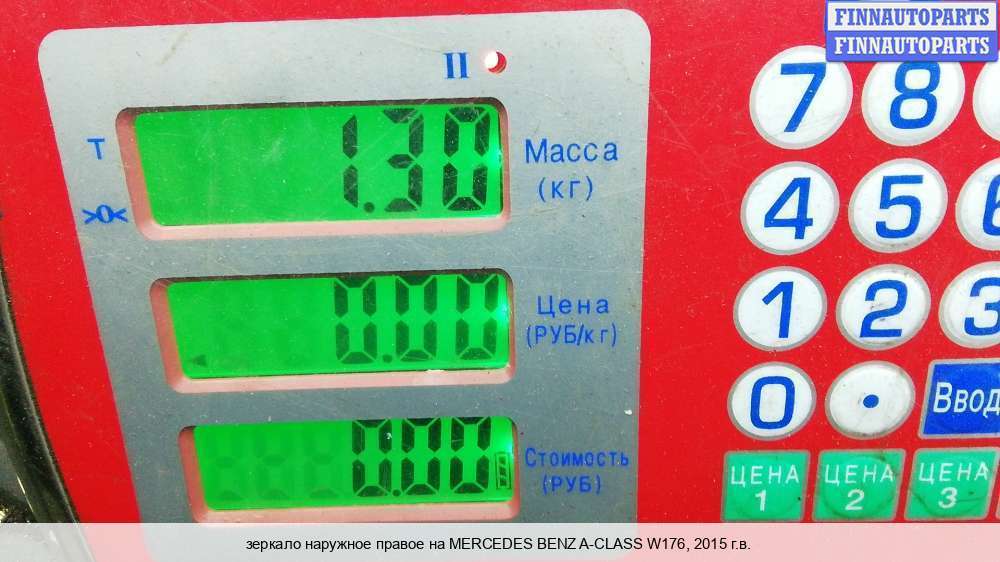 FINNAUTOPARTS
FINNAUTOPARTS
II
7 8
1.30
Масса
(кг)
T
>0<
4 5 6
0.00
Цена
(РУБ/кг)
1 2 3
0 . Ввод
0.00
Стоимость
(РУБ)
ЦЕНА 1
ЦЕНА 2
ЦЕНА 3
зеркало наружное правое на MERCEDES BENZ A-CLASS W176, 2015 г.в.